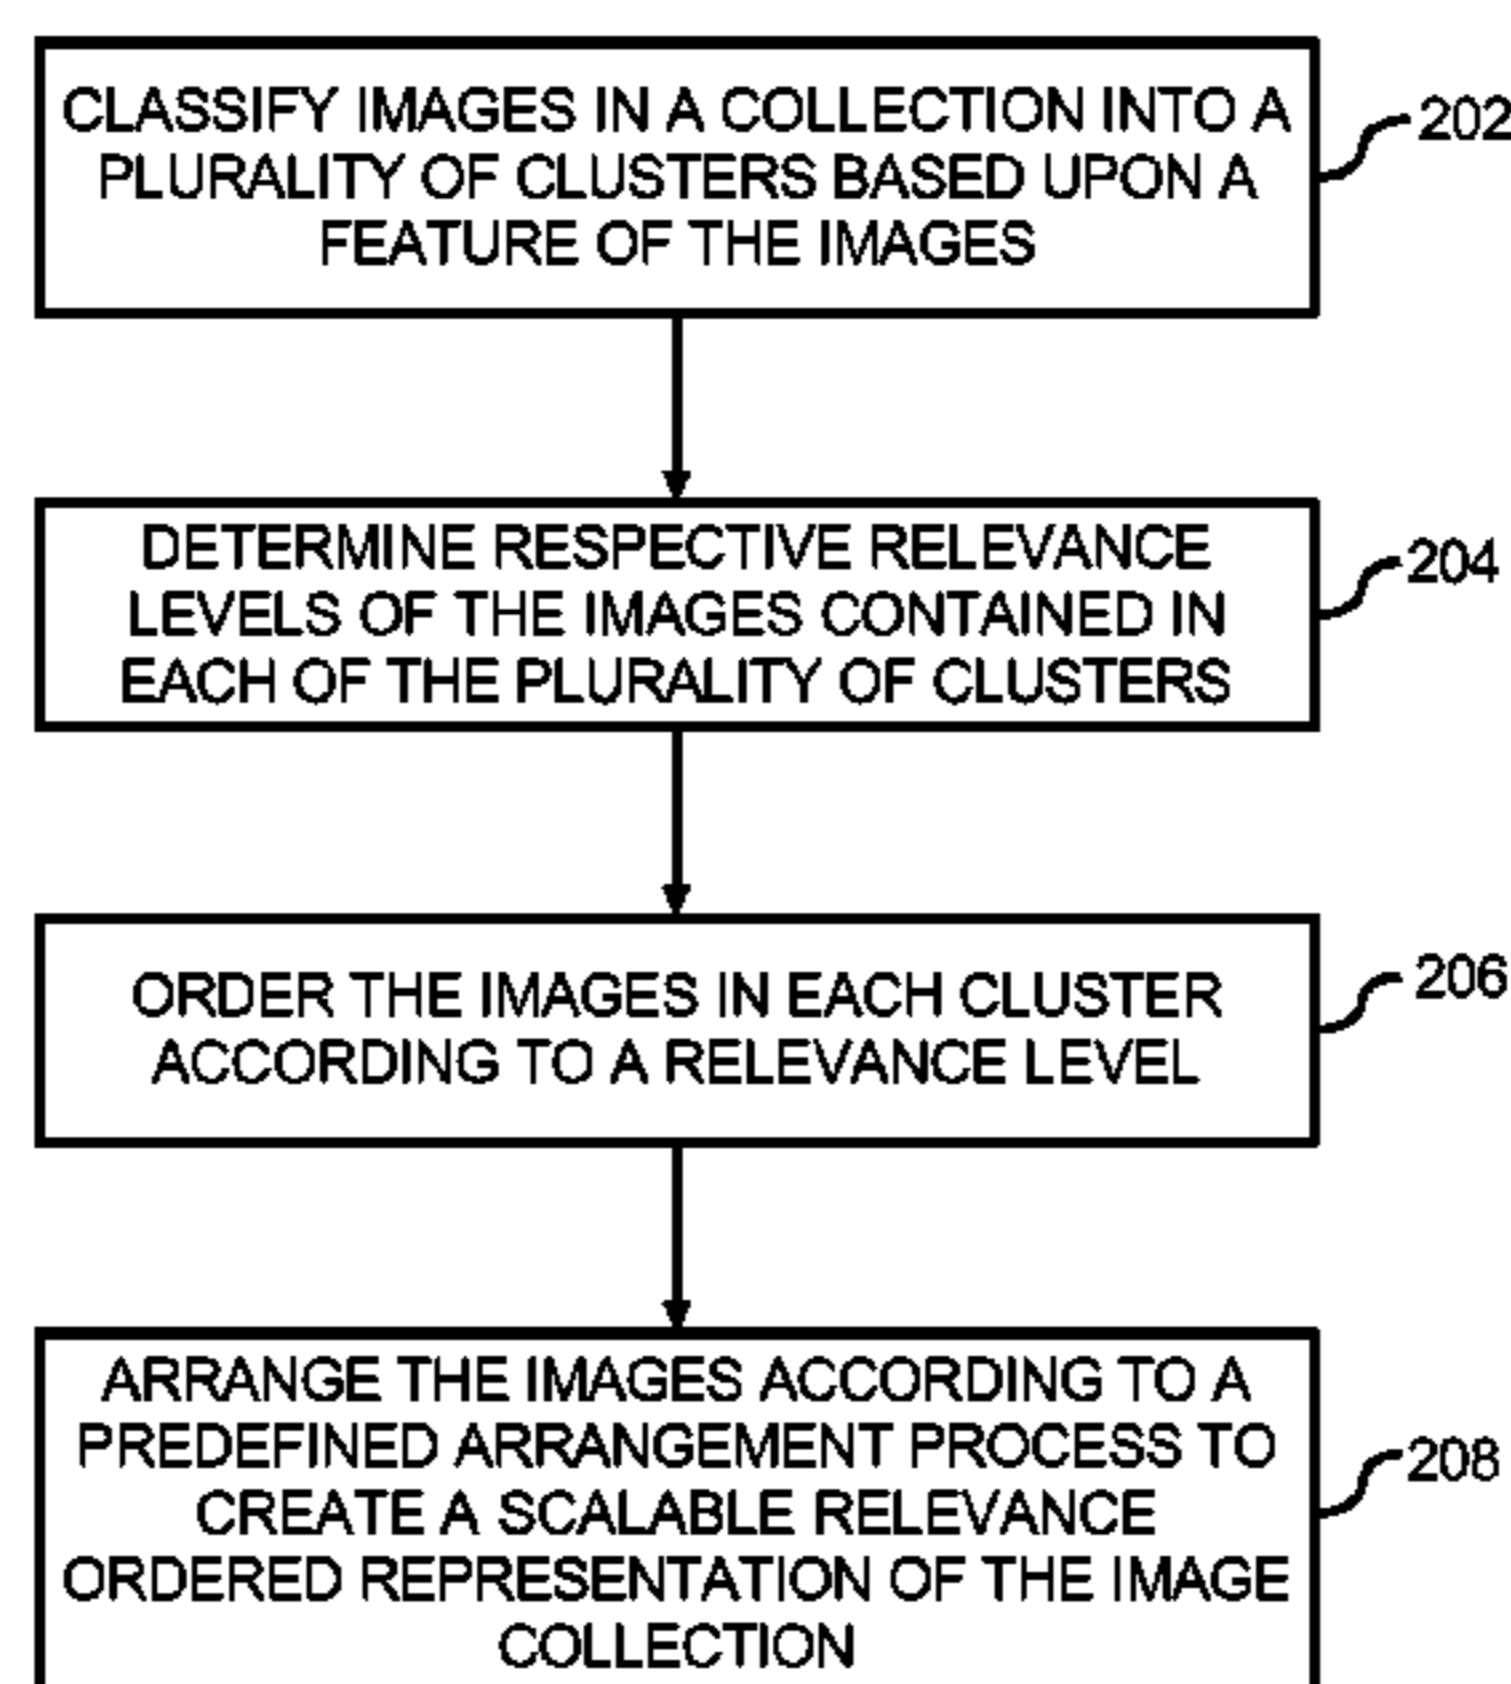 CLASSIFY IMAGES IN A COLLECTION INTO A
PLURALITY OF CLUSTERS BASED UPON A
FEATURE OF THE IMAGES
202
DETERMINE RESPECTIVE RELEVANCE
LEVELS OF THE IMAGES CONTAINED IN
EACH OF THE PLURALITY OF CLUSTERS
204
ORDER THE IMAGES IN EACH CLUSTER
ACCORDING TO A RELEVANCE LEVEL
206
ARRANGE THE IMAGES ACCORDING TO A
PREDEFINED ARRANGEMENT PROCESS TO
CREATE A SCALABLE RELEVANCE
ORDERED REPRESENTATION OF THE IMAGE
COLLECTION
208